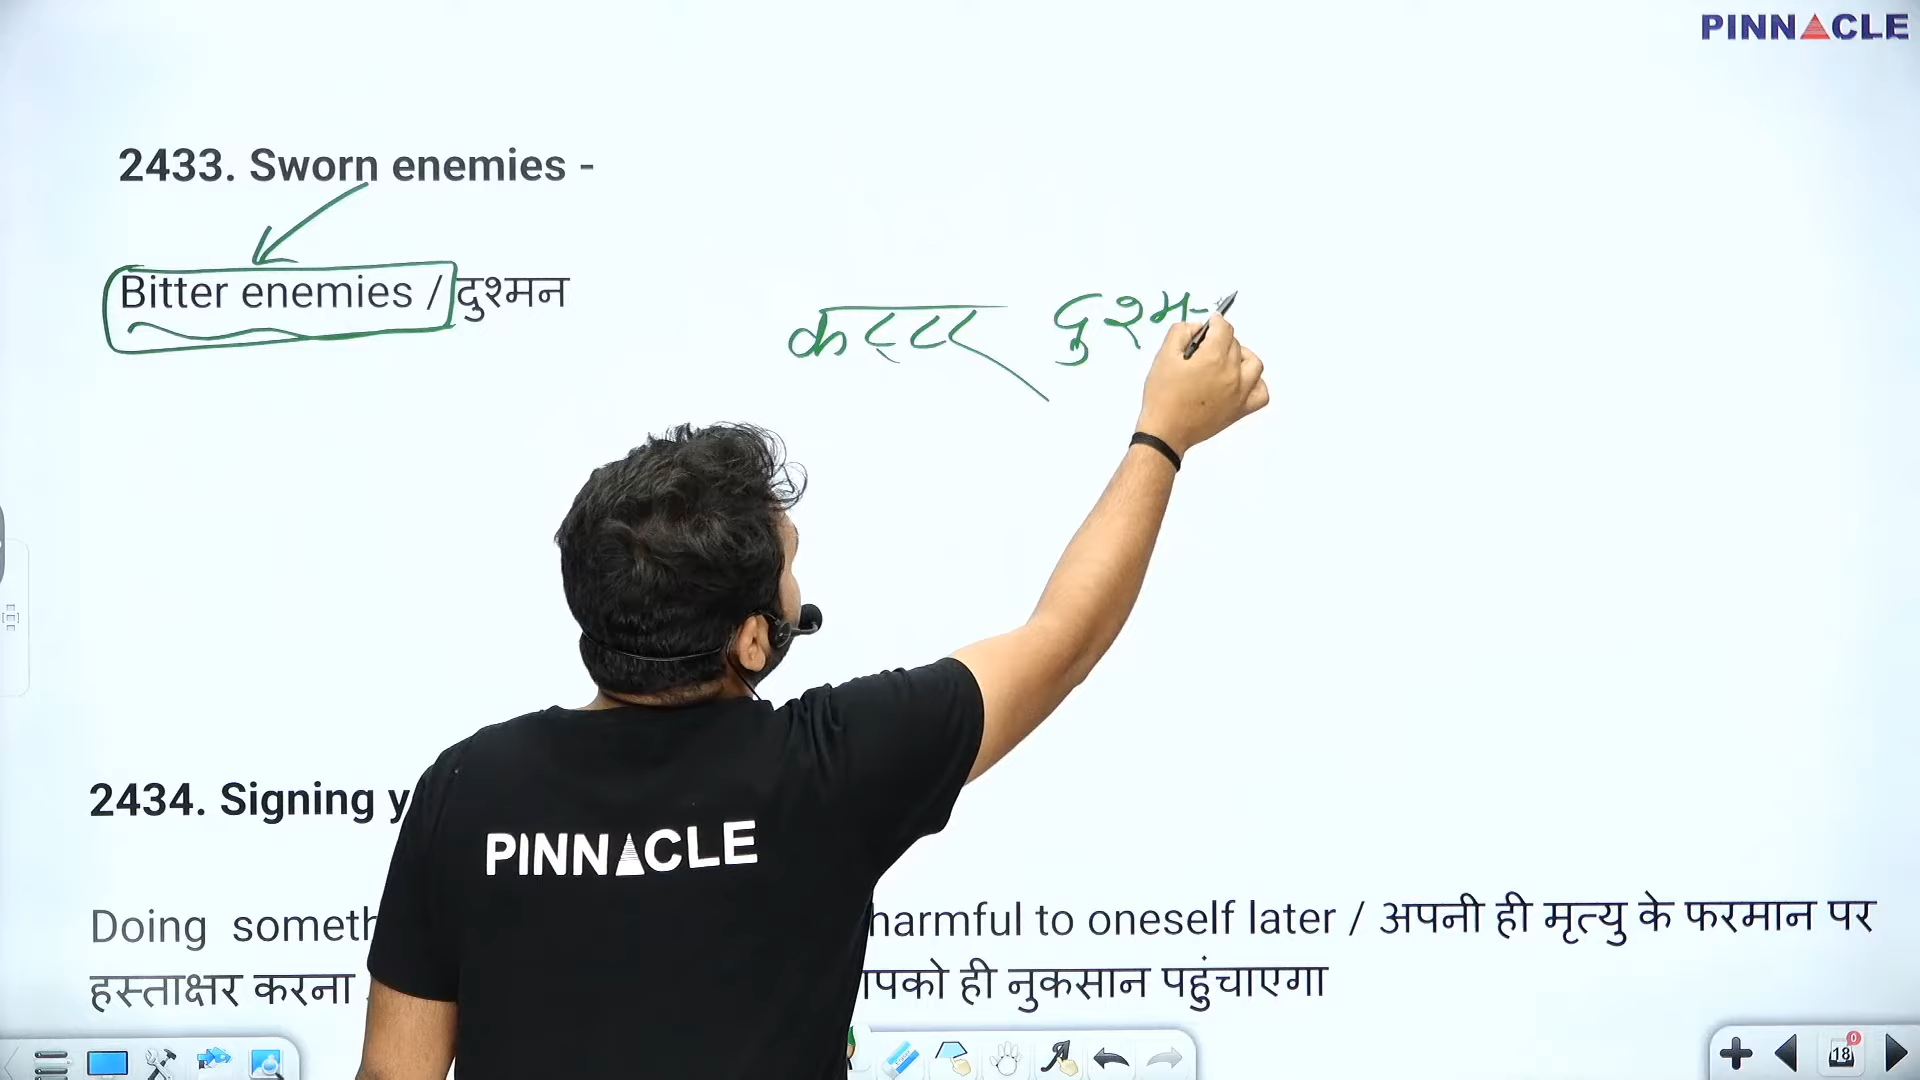 PINNACLE
2433. Sworn enemies -
Bitter enemies / दुश्मन
कट्टर दुश्म
2434. Signing y
PINNACLE
Doing someth harmful to oneself later / अपनी ही मृत्यु के फरमान पर
हस्ताक्षर करना पको ही नुकसान पहुंचाएगा
18